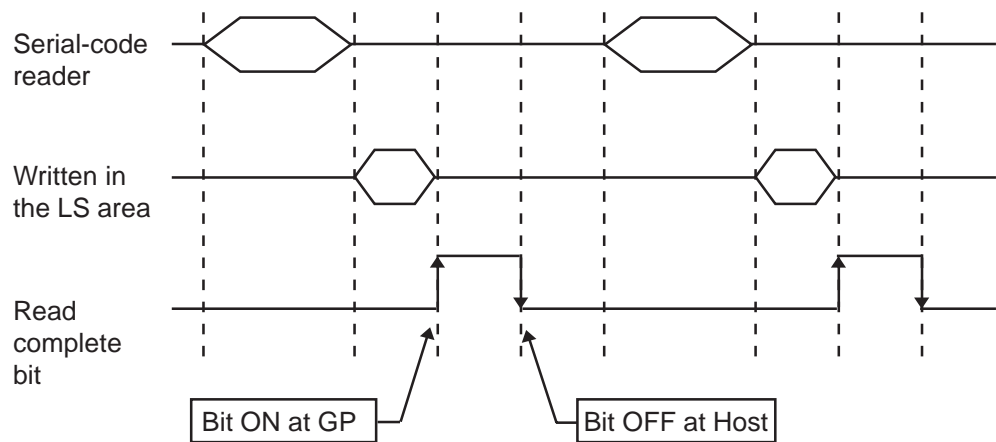 Serial-code
reader
Written in
the LS area
Read
complete
bit
Bit ON at GP
Bit OFF at Host